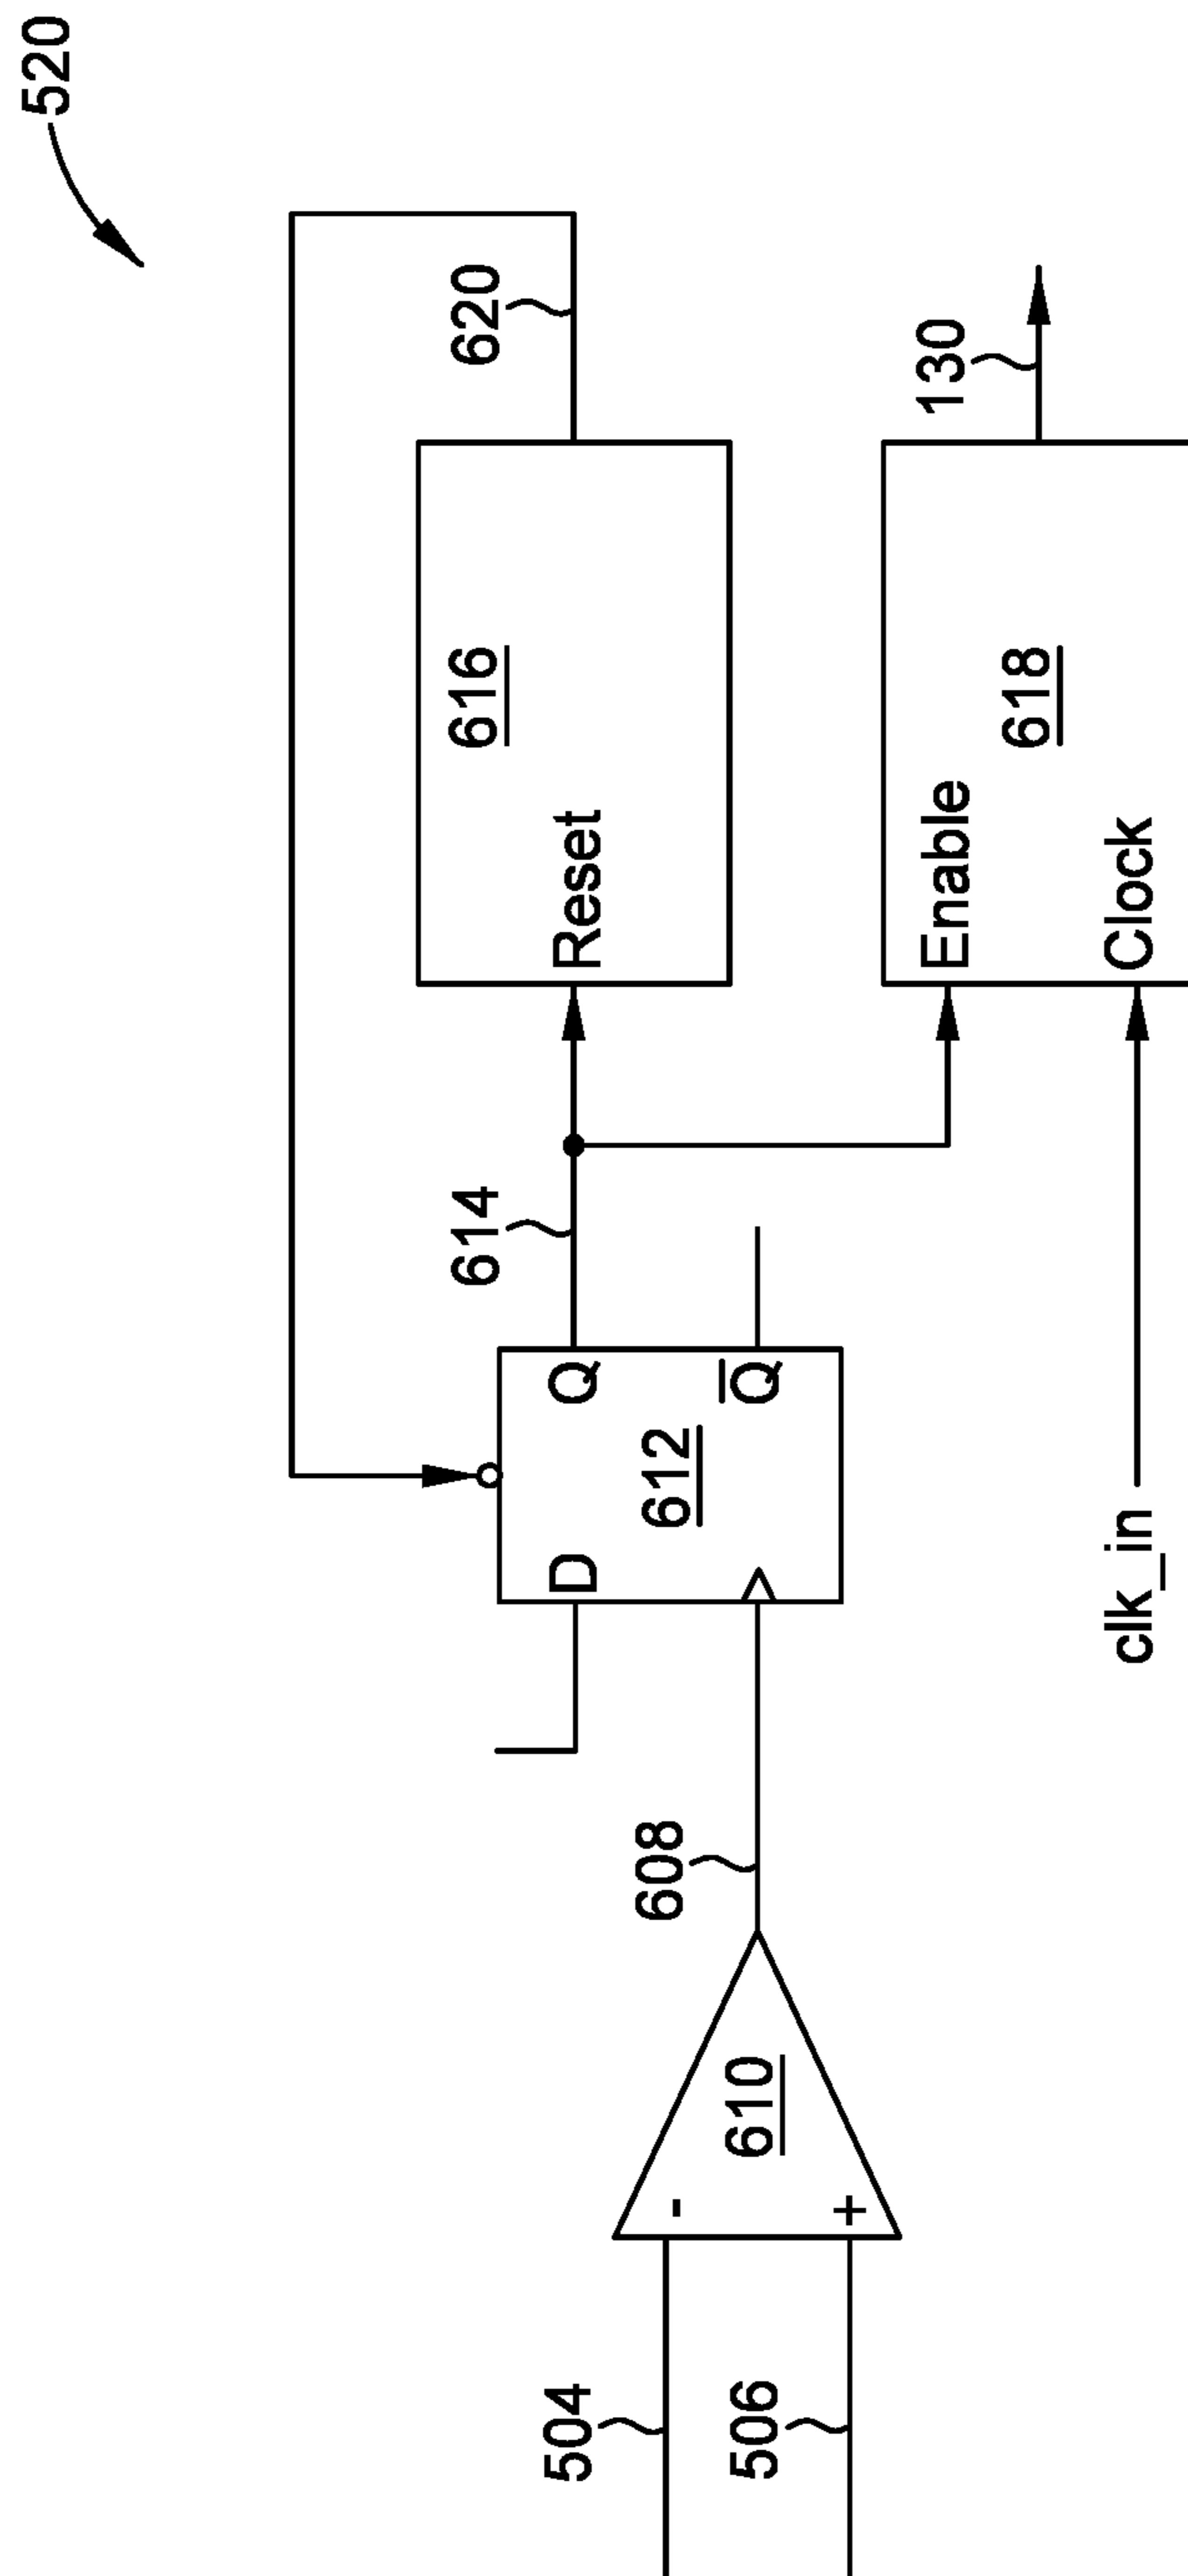 520
620
130
616
Reset
618
Enable
Clock
614
Q
Q̅
612
D
clk_in
608
610
-
+
504
506